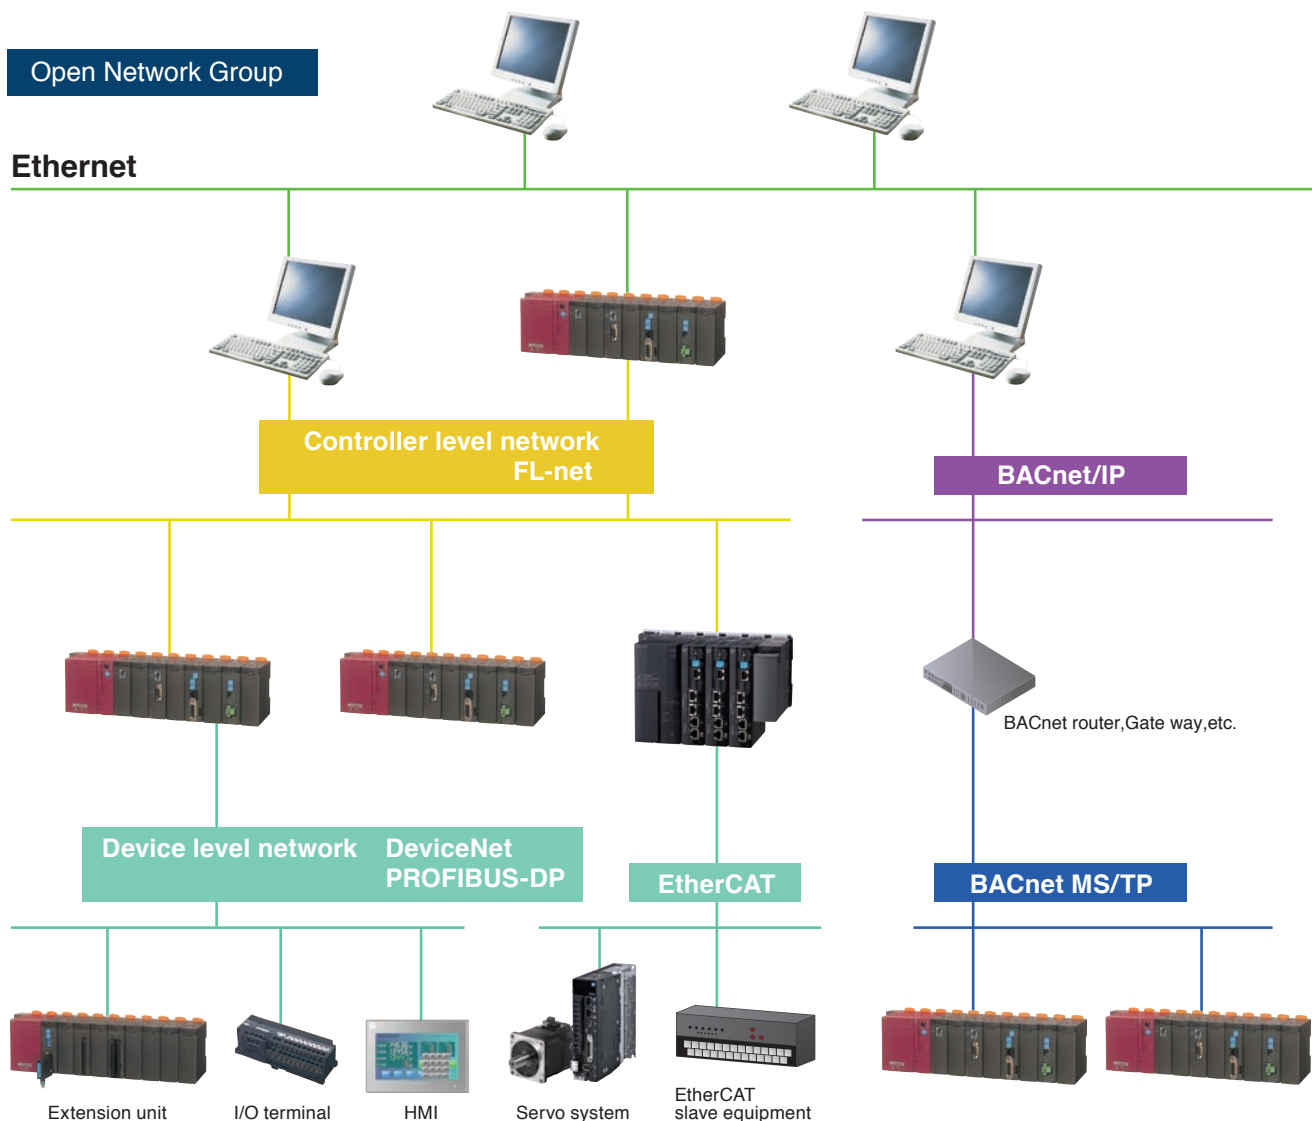 Open Network Group
Ethernet
Controller level network
FL-net
BACnet/IP
BACnet router,Gate way,etc.
Device level network DeviceNet
PROFIBUS-DP
EtherCAT
BACnet MS/TP
Extension unit
I/O terminal
HMI
Servo system
EtherCAT
slave equipment